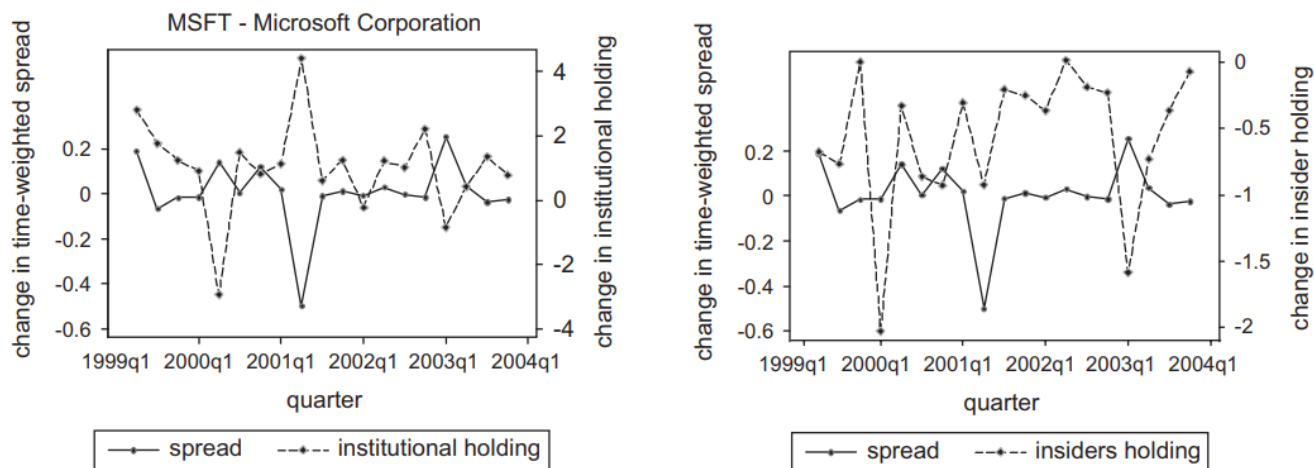 MSFT - Microsoft Corporation
change in time-weighted spread
0.2
0
-0.2
-0.4
-0.6
4
2
0
-2
-4
change in institutional holding
1999q1 2000q1 2001q1 2002q1 2003q1 2004q1
quarter
spread institutional holding
change in time-weighted spread
0.2
0
-0.2
-0.4
-0.6
0
-0.5
-1
-1.5
-2
change in insider holding
1999q1 2000q1 2001q1 2002q1 2003q1 2004q1
quarter
spread insiders holding